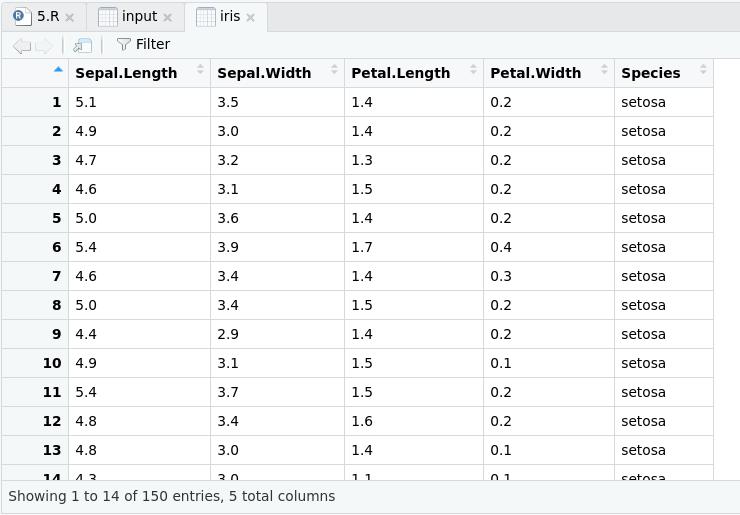 5.R input iris
Filter
Sepal.Length Sepal.Width Petal.Length Petal.Width Species
1 5.1 3.5 1.4 0.2 setosa
2 4.9 3.0 1.4 0.2 setosa
3 4.7 3.2 1.3 0.2 setosa
4 4.6 3.1 1.5 0.2 setosa
5 5.0 3.6 1.4 0.2 setosa
6 5.4 3.9 1.7 0.4 setosa
7 4.6 3.4 1.4 0.3 setosa
8 5.0 3.4 1.5 0.2 setosa
9 4.4 2.9 1.4 0.2 setosa
10 4.9 3.1 1.5 0.1 setosa
11 5.4 3.7 1.5 0.2 setosa
12 4.8 3.4 1.6 0.2 setosa
13 4.8 3.0 1.4 0.1 setosa
14 4.3 3.0 1.1 0.1 setosa
Showing 1 to 14 of 150 entries, 5 total columns